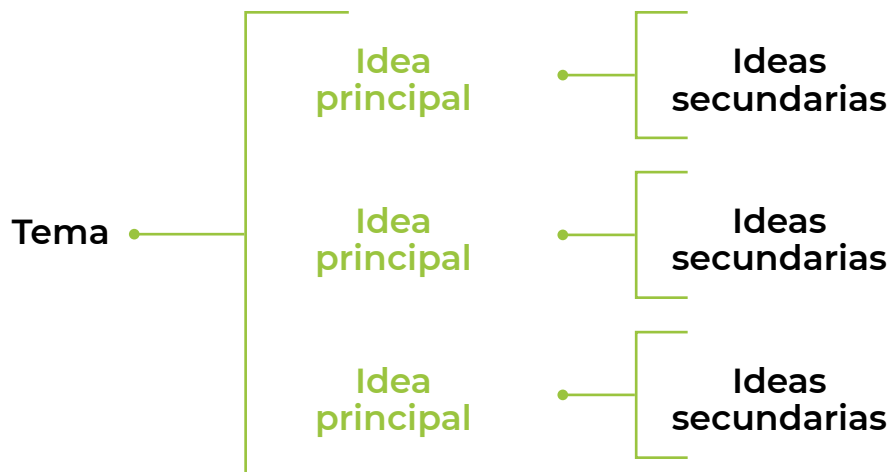 Tema
Idea
principal
Ideas
secundarias
Idea
principal
Ideas
secundarias
Idea
principal
Ideas
secundarias